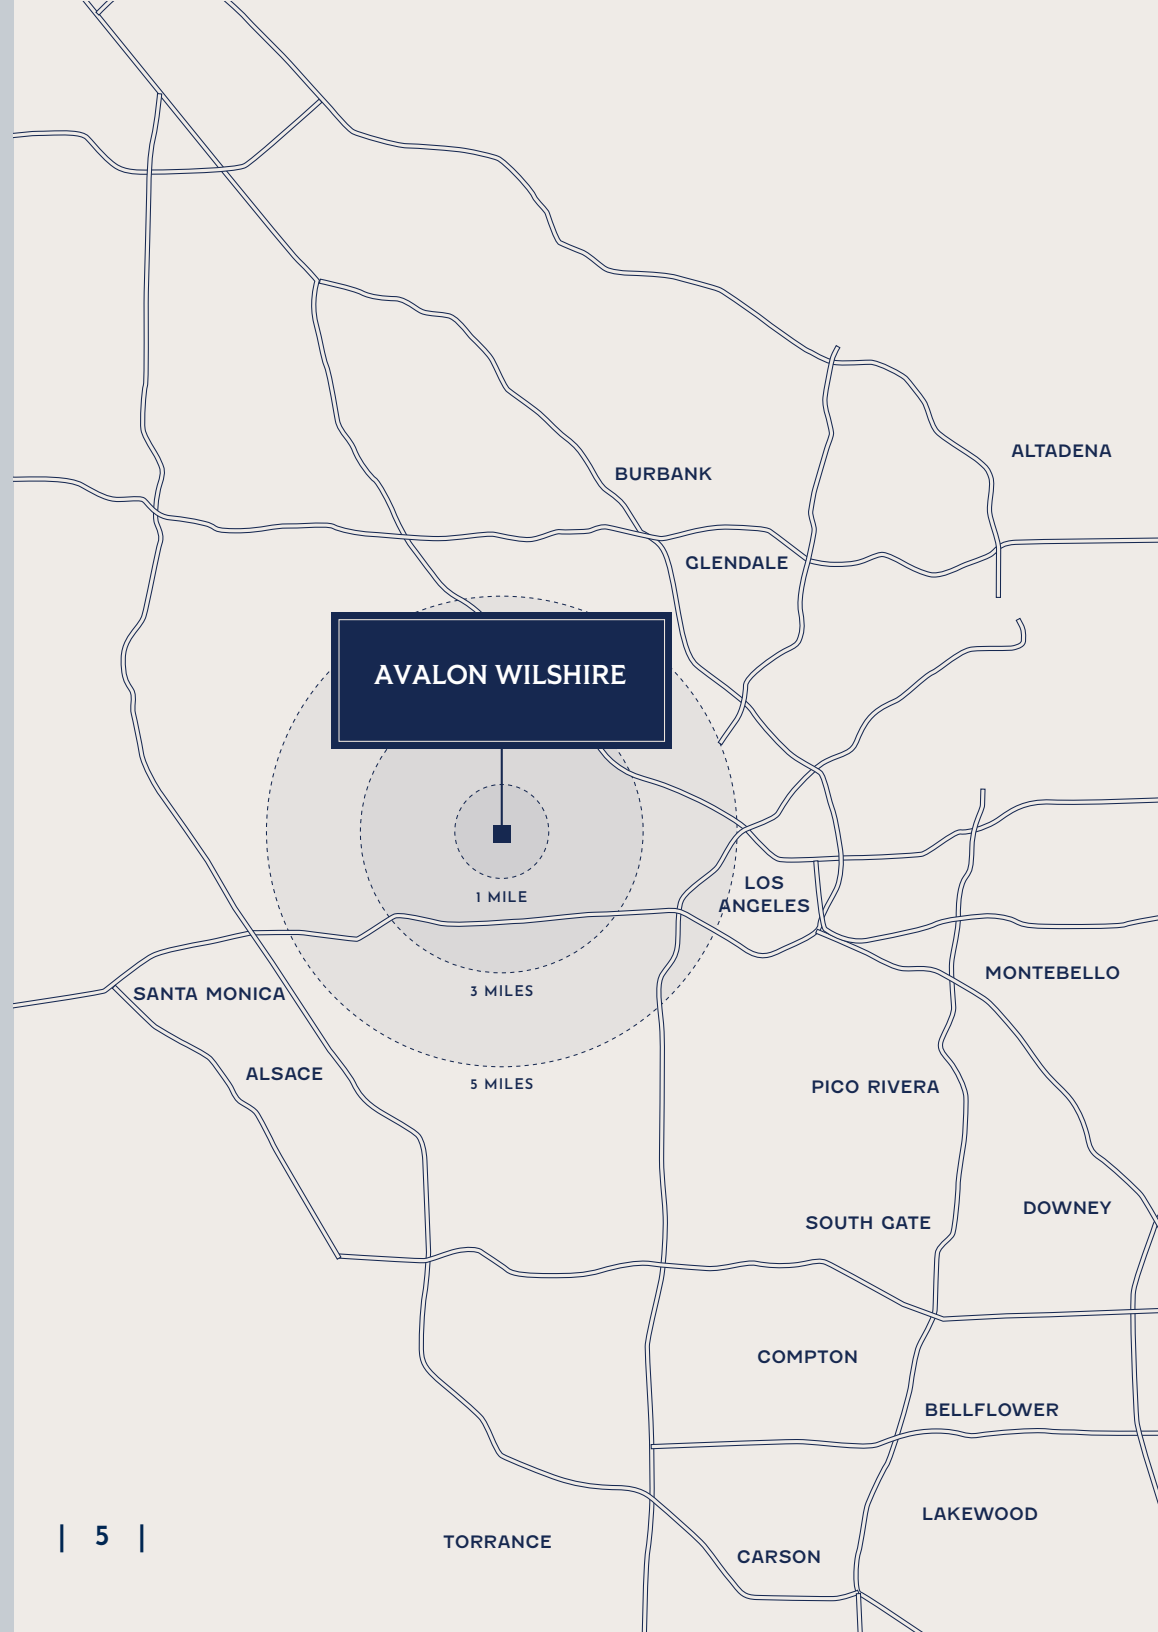 ALTADENA
BURBANK
GLENDALE
AVALON WILSHIRE
LOS
ANGELES
1 MILE
MONTEBELLO
3 MILES
SANTA MONICA
ALSACE
5 MILES
PICO RIVERA
DOWNEY
SOUTH GATE
COMPTON
BELLFLOWER
LAKEWOOD
| 5 |
TORRANCE
CARSON